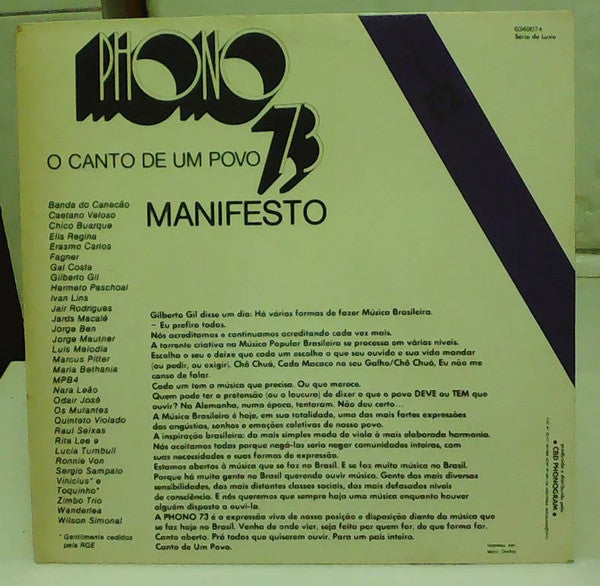 PHONO 73
6349074
Série de Luxo
O CANTO DE UM POVO
MANIFESTO
Banda do Canecão
Caetano Veloso
Chico Buarque
Elis Regina
Erasmo Carlos
Fagner
Gal Costa
Gilberto Gil
Hermeto Paschoal
Ivan Lins
Jair Rodrigues
Jards Macalé
Jorge Ben
Jorge Mautner
Luis Melodia
Marcus Pitter
Maria Bethania
MPB4
Nara Leão
Odair José
Os Mutantes
Quinteto Violado
Raul Seixas
Rita Lee e
Lucia Turnbull
Ronnie Von
Sergio Sampaio
Vinicius* e
Toquinho*
Zimbo Trio
Wanderlea
Wilson Simonal
* Gentilmente cedidos
pela RGE
Gilberto Gil disse um dia: Há várias formas de fazer Música Brasileira.
– Eu prefiro todas.
Nós acreditamos e continuamos acreditando cada vez mais.
A torrente criativa na Música Popular Brasileira se processa em vários níveis.
Escolha o seu e deixe que cada um escolha o que seu ouvido e sua vida mandar
(ou pedir, ou exigir). Chô Chuá, Cada Macaco no seu Galho/Chô Chuá, Eu não me
canso de falar.
Cada um tem a música que precisa. Ou que merece.
Quem pode ter a pretensão (ou a loucura) de dizer o que o povo DEVE ou TEM que
ouvir? Na Alemanha, numa época, tentaram. Não deu certo...
A Música Brasileira é hoje, em sua totalidade, uma das mais fortes expressões
das angústias, sonhos e emoções coletivas do nosso povo.
A inspiração brasileira: da mais simples moda de viola à mais elaborada harmonia.
Nós aceitamos todas porque negá-las seria negar comunidades inteiras, com
suas necessidades e suas formas de expressão.
Estamos abertos à música que se faz no Brasil. E se faz muita música no Brasil.
Porque há muita gente no Brasil querendo ouvir música. Gente das mais diversas
sensibilidades, das mais distantes classes sociais, dos mais defasados níveis
de consciência. E nós queremos que sempre haja uma música enquanto houver
alguém disposto a ouvi-la.
A PHONO 73 é a expressão viva de nossa posição e disposição diante da música que
se faz hoje no Brasil. Venha de onde vier, seja feita por quem for, de que forma for.
Canto aberto. Pra todos que quiserem ouvir. Para um país inteiro.
Canto de Um Povo.
produzido e distribuído pela:
● CBD PHONOGRAM ●